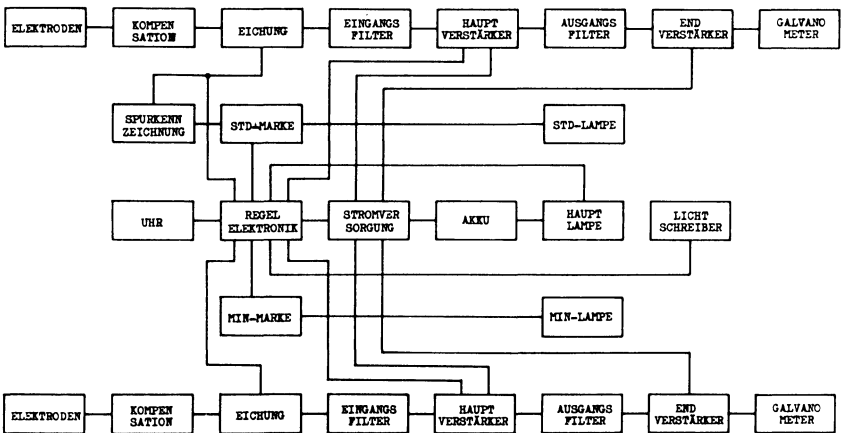 ELEKTRODEN
KOMPEN
SATION
EICHUNG
EINGANGS
FILTER
HAUPT
VERSTÄRKER
AUSGANGS
FILTER
END
VERSTÄRKER
GALVANO
METER
SPURKENN
ZEICHNUNG
STD-MARKE
STD-LAMPE
UHR
REGEL
ELEKTRONIK
STROMVER
SORGUNG
AKKU
HAUPT
LAMPE
LICHT
SCHREIBER
MIN-MARKE
MIN-LAMPE
ELEKTRODEN
KOMPEN
SATION
EICHUNG
EINGANGS
FILTER
HAUPT
VERSTÄRKER
AUSGANGS
FILTER
END
VERSTÄRKER
GALVANO
METER